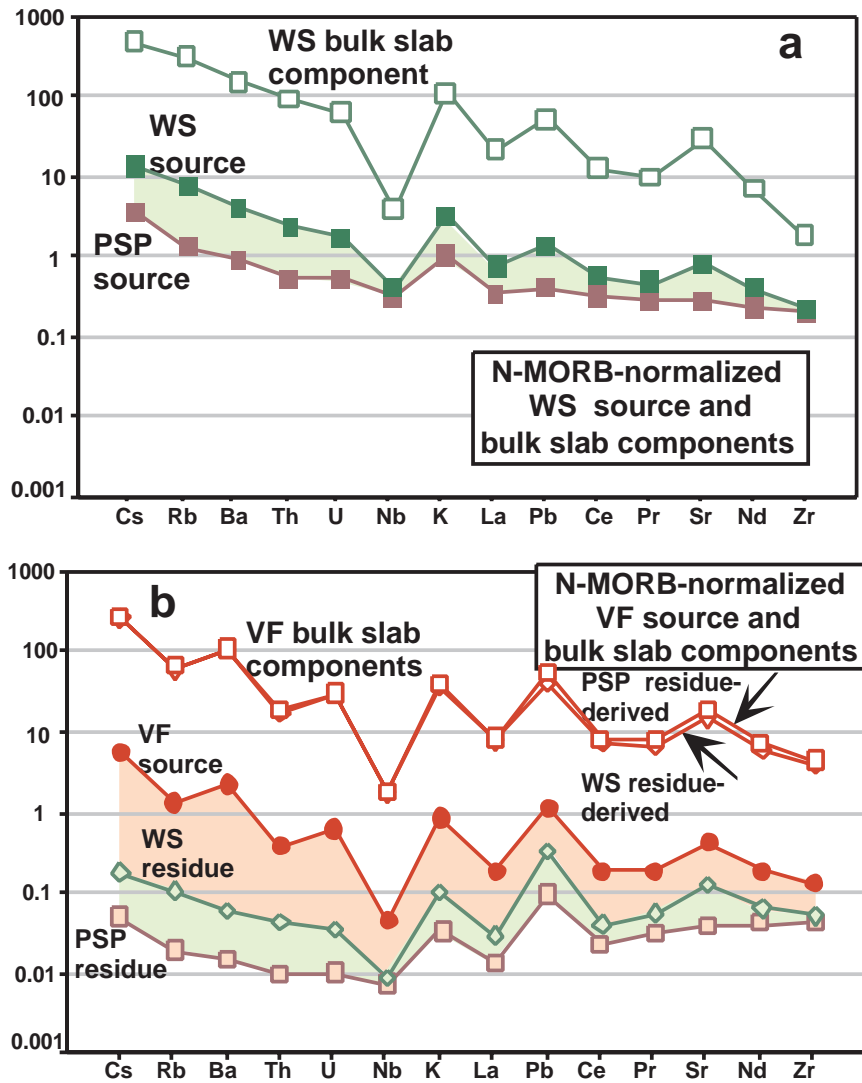 1000
100
10
1
0.1
0.01
0.001
WS bulk slab
component
a
WS
source
PSP
source
N-MORB-normalized
WS source and
bulk slab components
Cs Rb Ba Th U Nb K La Pb Ce Pr Sr Nd Zr
1000
100
10
1
0.1
0.01
0.001
b
N-MORB-normalized
VF source and
bulk slab components
VF bulk slab
components
PSP residue-
derived
WS residue-
derived
VF
source
WS
residue
PSP
residue
Cs Rb Ba Th U Nb K La Pb Ce Pr Sr Nd Zr